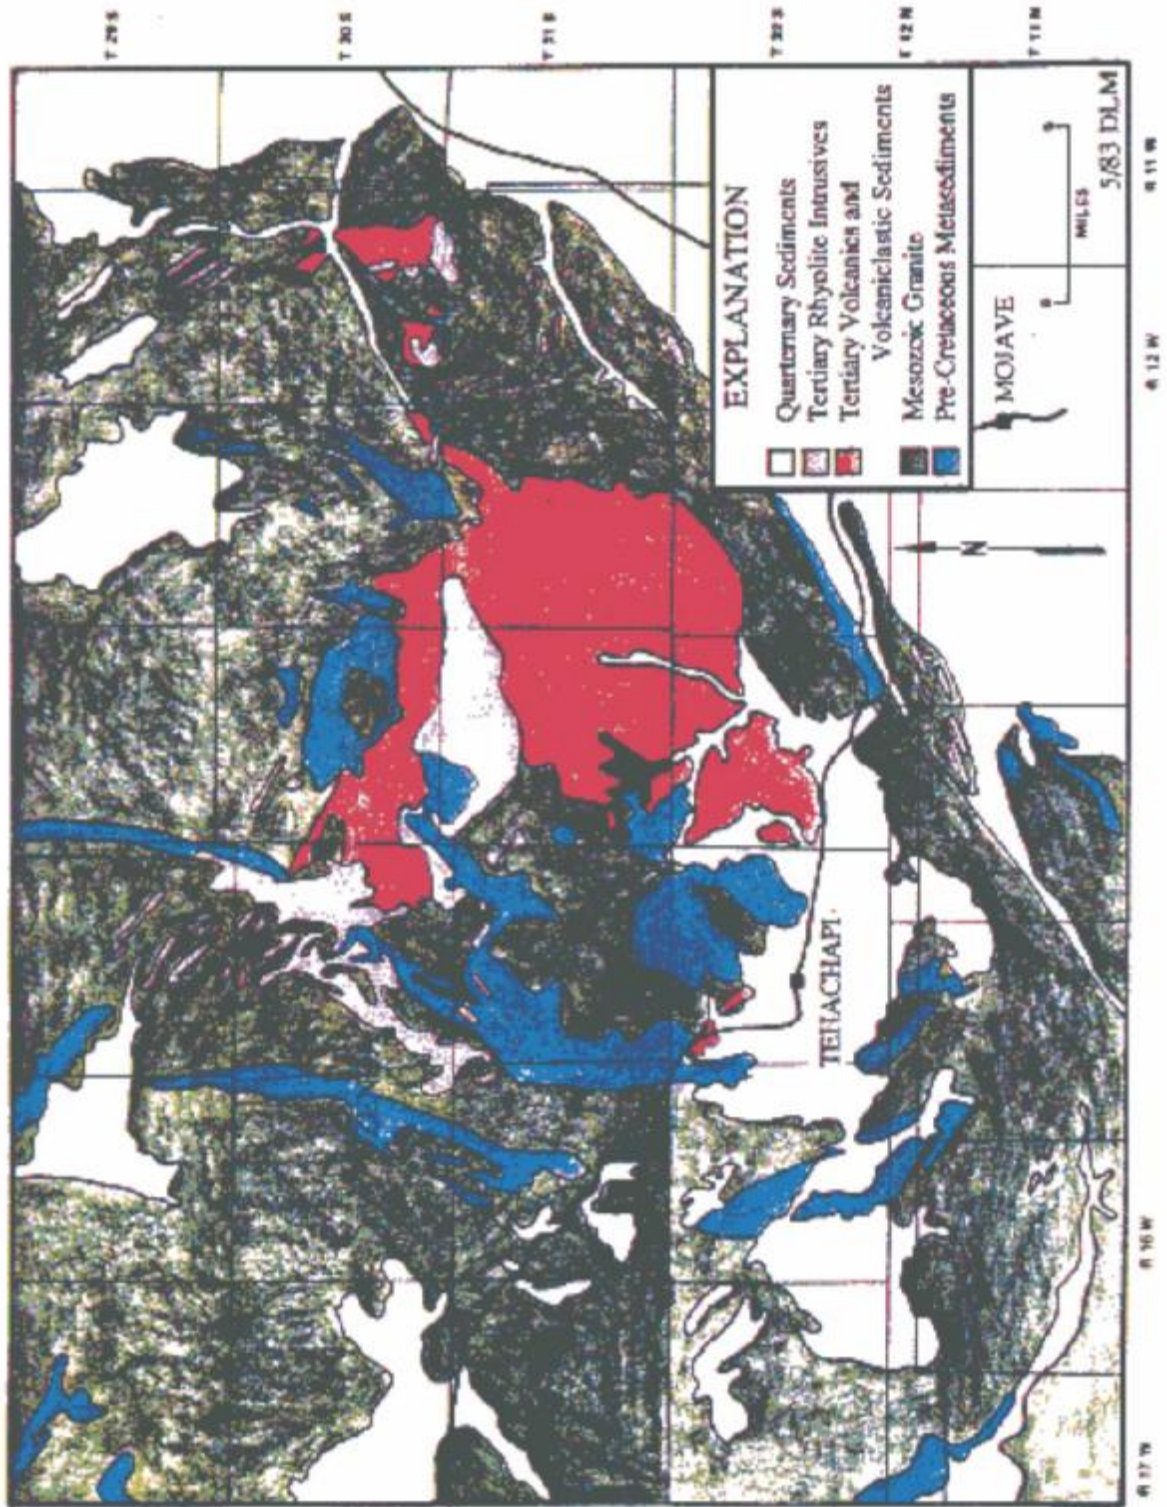 T 29 S
T 30 S
T 31 S
T 32 S
T 12 N
T 11 N
EXPLANATION
Quarternary Sediments
Tertiary Rhyolite Intrusives
Tertiary Volcanics and
Volcaniclastic Sediments
Mesozoic Granite
Pre-Cretaceous Metasediments
MOJAVE
MILES
5/83 DLM
N
TEHACHAPI
R 17 W
R 16 W
R 12 W
R 11 W